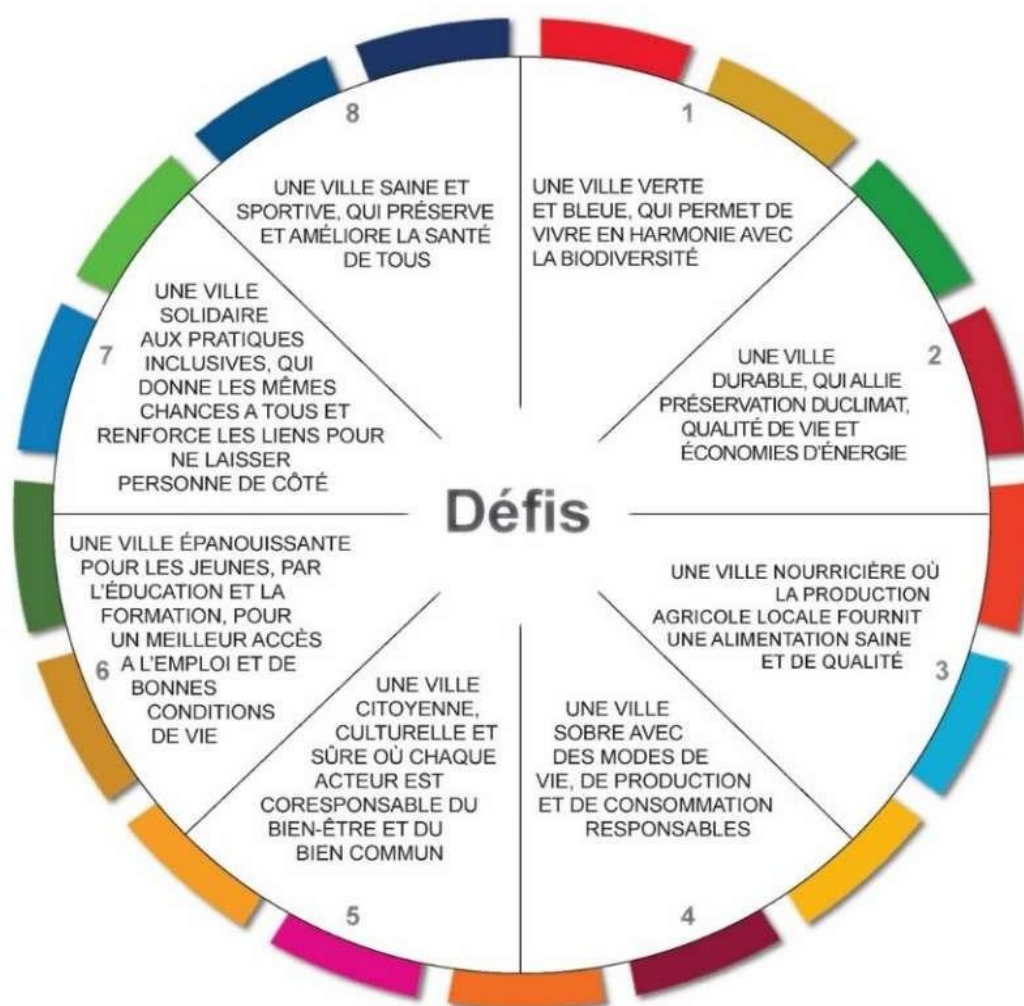 Défis
1
UNE VILLE VERTE
ET BLEUE, QUI PERMET DE
VIVRE EN HARMONIE AVEC
LA BIODIVERSITÉ
2
UNE VILLE
DURABLE, QUI ALLIE
PRÉSERVATION DUCLIMAT,
QUALITÉ DE VIE ET
ÉCONOMIES D'ÉNERGIE
3
UNE VILLE NOURRICIÈRE OÙ
LA PRODUCTION
AGRICOLE LOCALE FOURNIT
UNE ALIMENTATION SAINE
ET DE QUALITÉ
4
UNE VILLE
SOBRE AVEC
DES MODES DE
VIE, DE PRODUCTION
ET DE CONSOMMATION
RESPONSABLES
5
UNE VILLE
CITOYENNE,
CULTURELLE ET
SÛRE OÙ CHAQUE
ACTEUR EST
CORESPONSABLE DU
BIEN-ÊTRE ET DU
BIEN COMMUN
6
UNE VILLE ÉPANOUISSANTE
POUR LES JEUNES, PAR
L'ÉDUCATION ET LA
FORMATION, POUR
UN MEILLEUR ACCÈS
A L'EMPLOI ET DE
BONNES
CONDITIONS
DE VIE
7
UNE VILLE
SOLIDAIRE
AUX PRATIQUES
INCLUSIVES, QUI
DONNE LES MÊMES
CHANCES A TOUS ET
RENFORCE LES LIENS POUR
NE LAISSER
PERSONNE DE CÔTÉ
8
UNE VILLE SAINE ET
SPORTIVE, QUI PRÉSERVE
ET AMÉLIORE LA SANTÉ
DE TOUS